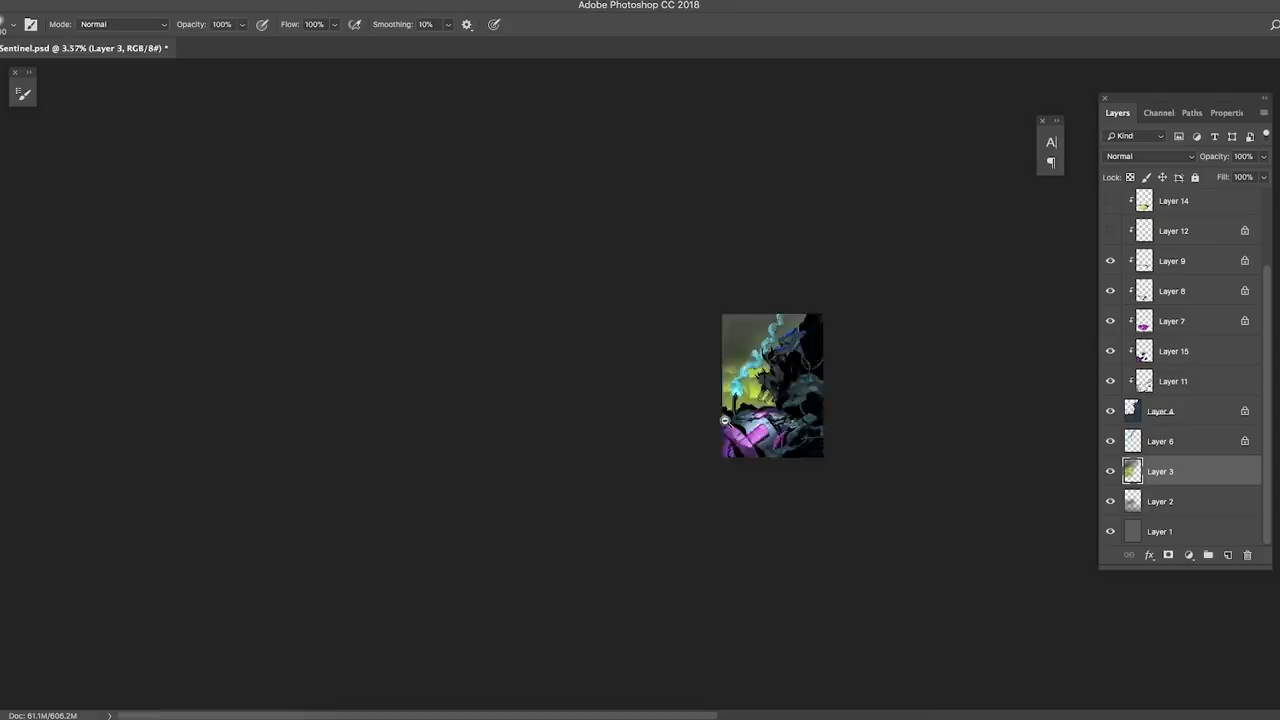 Adobe Photoshop CC 2018
Mode: Normal Opacity: 100% Flow: 100% Smoothing: 10%
Sentinel.psd @ 3.57% (Layer 3, RGB/8#) *
Layers Channel Paths Properti
Kind
Normal Opacity: 100%
Lock: Fill: 100%
Layer 14
Layer 12
Layer 9
Layer 8
Layer 7
Layer 15
Layer 11
Layer 4
Layer 6
Layer 3
Layer 2
Layer 1
Doc: 61.1M/606.2M